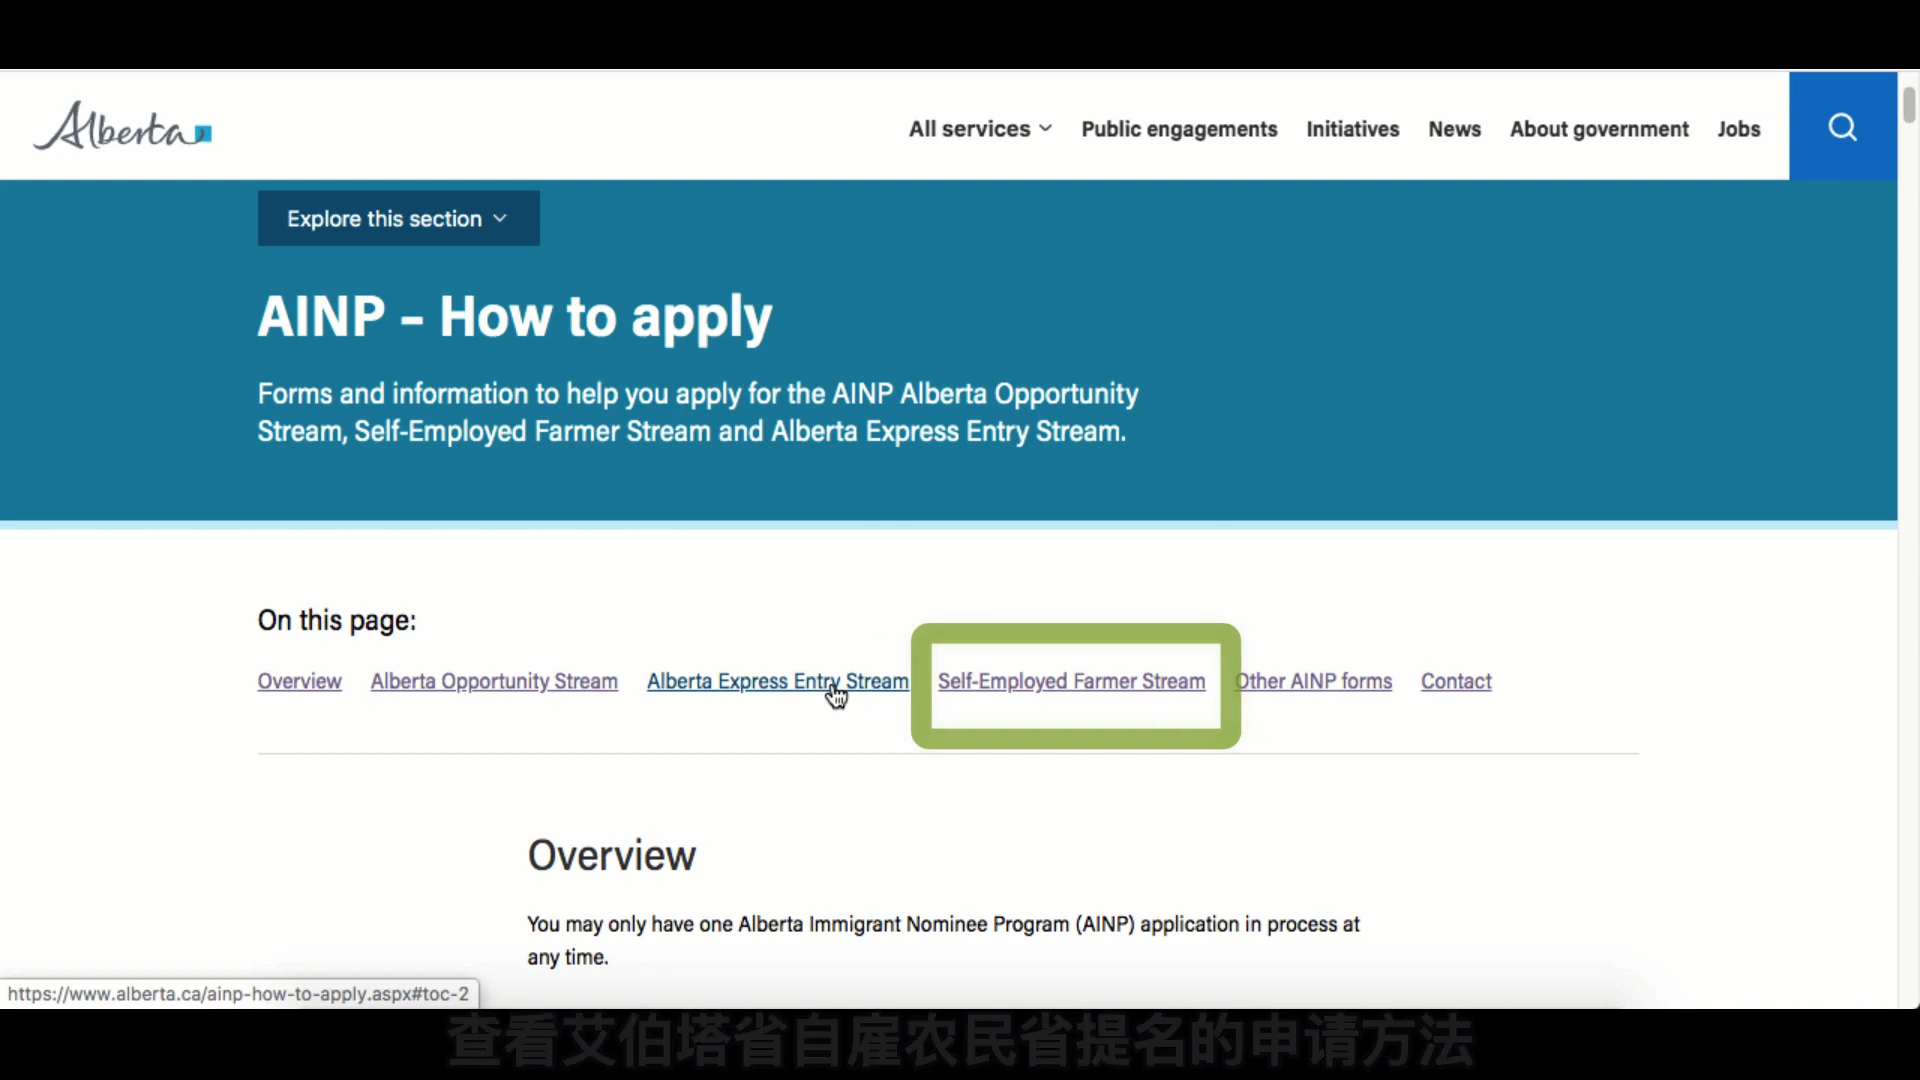 Alberta
All services
Public engagements
Initiatives
News
About government
Jobs
Explore this section
AINP – How to apply
Forms and information to help you apply for the AINP Alberta Opportunity
Stream, Self-Employed Farmer Stream and Alberta Express Entry Stream.
On this page:
Overview
Alberta Opportunity Stream
Alberta Express Entry Stream
Self-Employed Farmer Stream
Other AINP forms
Contact
Overview
You may only have one Alberta Immigrant Nominee Program (AINP) application in process at
any time.
https://www.alberta.ca/ainp-how-to-apply.aspx#toc-2
查看艾伯塔省自雇农民省提名的申请方法